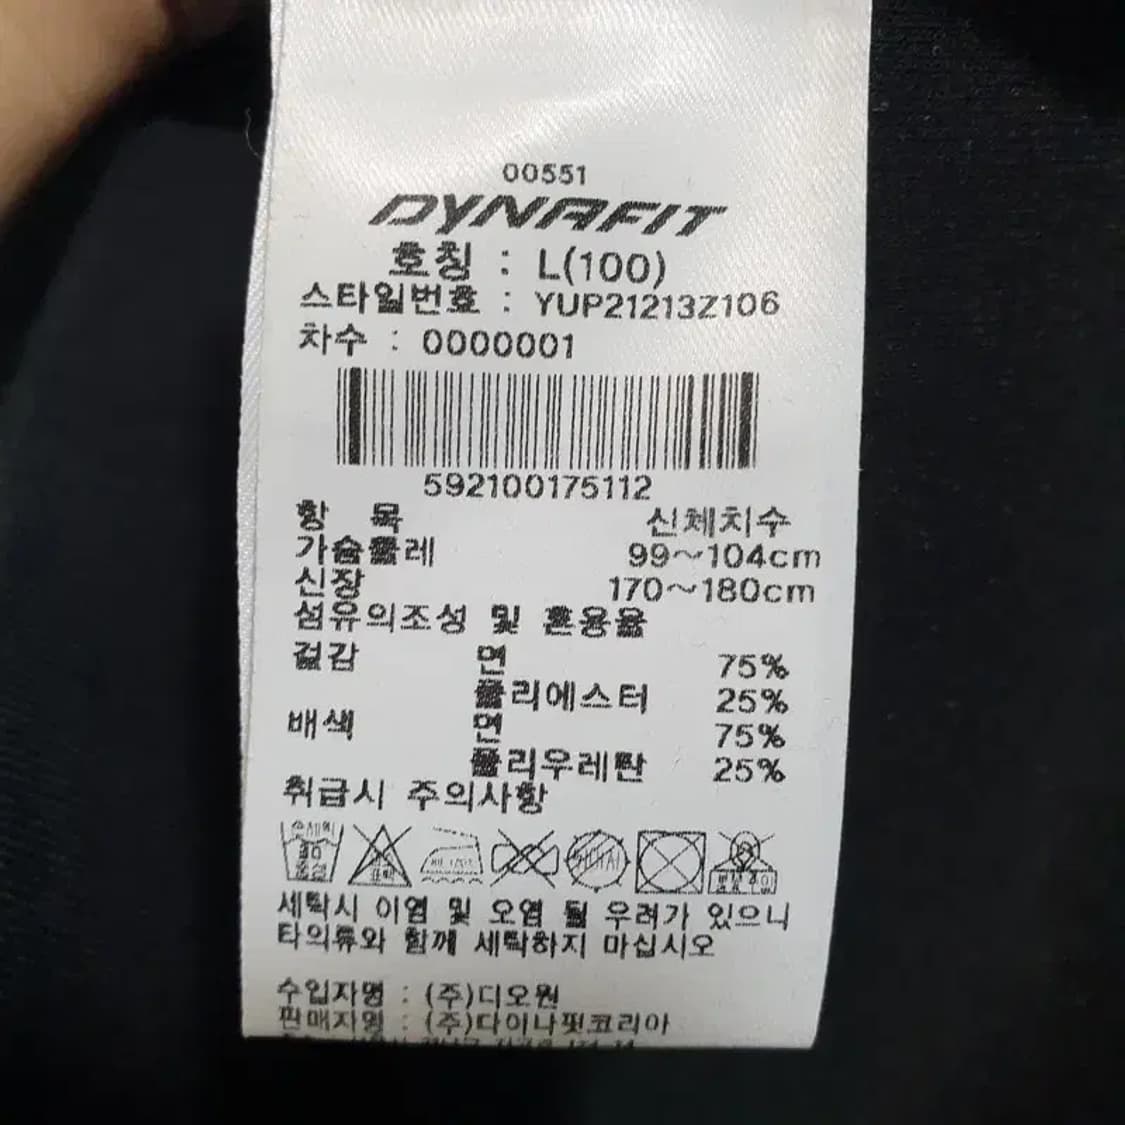 00551
DYNAFIT
호칭 : L(100)
스타일번호 : YUP21213Z106
차수 : 0000001
592100175112
항 목 신체치수
가슴둘레 99~104cm
신장 170~180cm
섬유의조성 및 혼용율
겉감 면 75%
폴리에스터 25%
배색 면 75%
폴리우레탄 25%
취급시 주의사항
세탁시 이염 및 오염 될 우려가 있으니
타의류와 함께 세탁하지 마십시오
수입자명 : (주)디오원
판매자명 : (주)다이나핏코리아